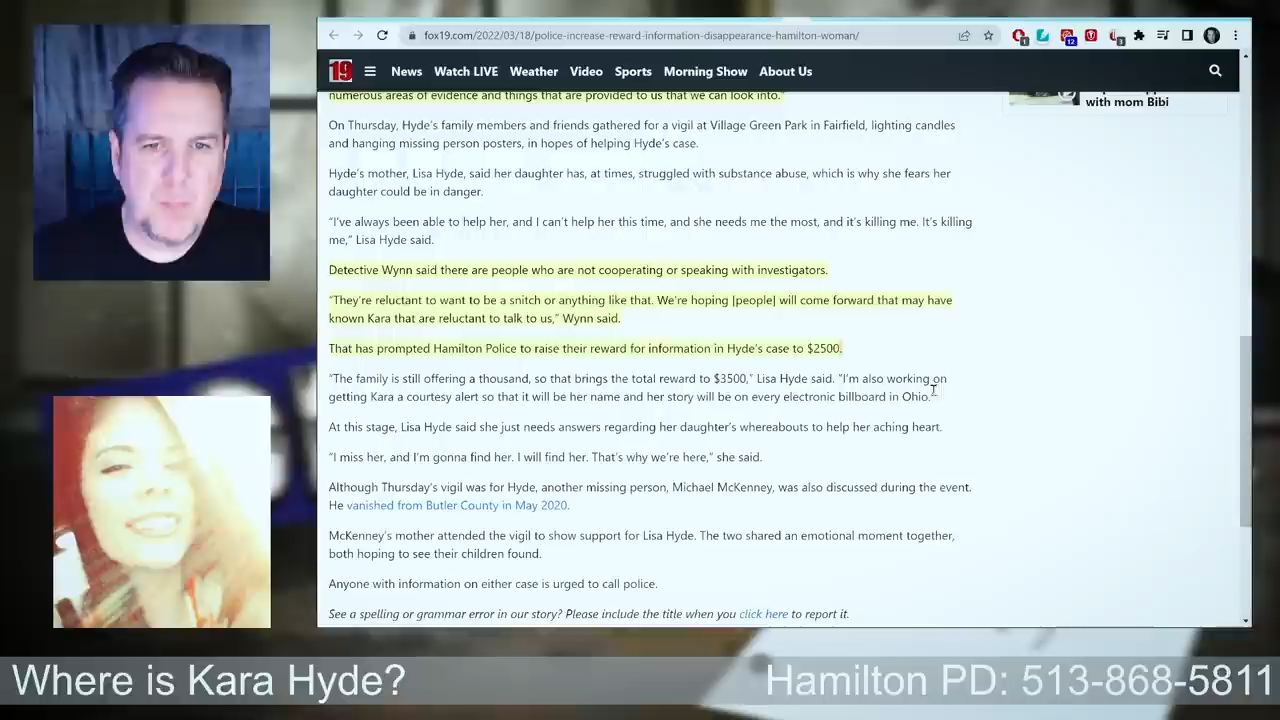 fox19.com/2022/03/18/police-increase-reward-information-disappearance-hamilton-woman/
1
12
3
19 News Watch LIVE Weather Video Sports Morning Show About Us
numerous areas of evidence and things that are provided to us that we can look into."
with mom Bibi
On Thursday, Hyde's family members and friends gathered for a vigil at Village Green Park in Fairfield, lighting candles
and hanging missing person posters, in hopes of helping Hyde's case.
Hyde's mother, Lisa Hyde, said her daughter has, at times, struggled with substance abuse, which is why she fears her
daughter could be in danger.
“I've always been able to help her, and I can't help her this time, and she needs me the most, and it's killing me. It's killing
me,” Lisa Hyde said.
Detective Wynn said there are people who are not cooperating or speaking with investigators.
“They're reluctant to want to be a snitch or anything like that. We're hoping |people| will come forward that may have
known Kara that are reluctant to talk to us,” Wynn said.
That has prompted Hamilton Police to raise their reward for information in Hyde's case to $2500.
“The family is still offering a thousand, so that brings the total reward to $3500,” Lisa Hyde said. “I'm also working on
getting Kara a courtesy alert so that it will be her name and her story will be on every electronic billboard in Ohio.”
At this stage, Lisa Hyde said she just needs answers regarding her daughter's whereabouts to help her aching heart.
“I miss her, and I'm gonna find her. I will find her. That's why we're here,” she said.
Although Thursday's vigil was for Hyde, another missing person, Michael McKenney, was also discussed during the event.
He vanished from Butler County in May 2020.
McKenney's mother attended the vigil to show support for Lisa Hyde. The two shared an emotional moment together,
both hoping to see their children found.
Anyone with information on either case is urged to call police.
See a spelling or grammar error in our story? Please include the title when you click here to report it.
Where is Kara Hyde?
Hamilton PD: 513-868-5811